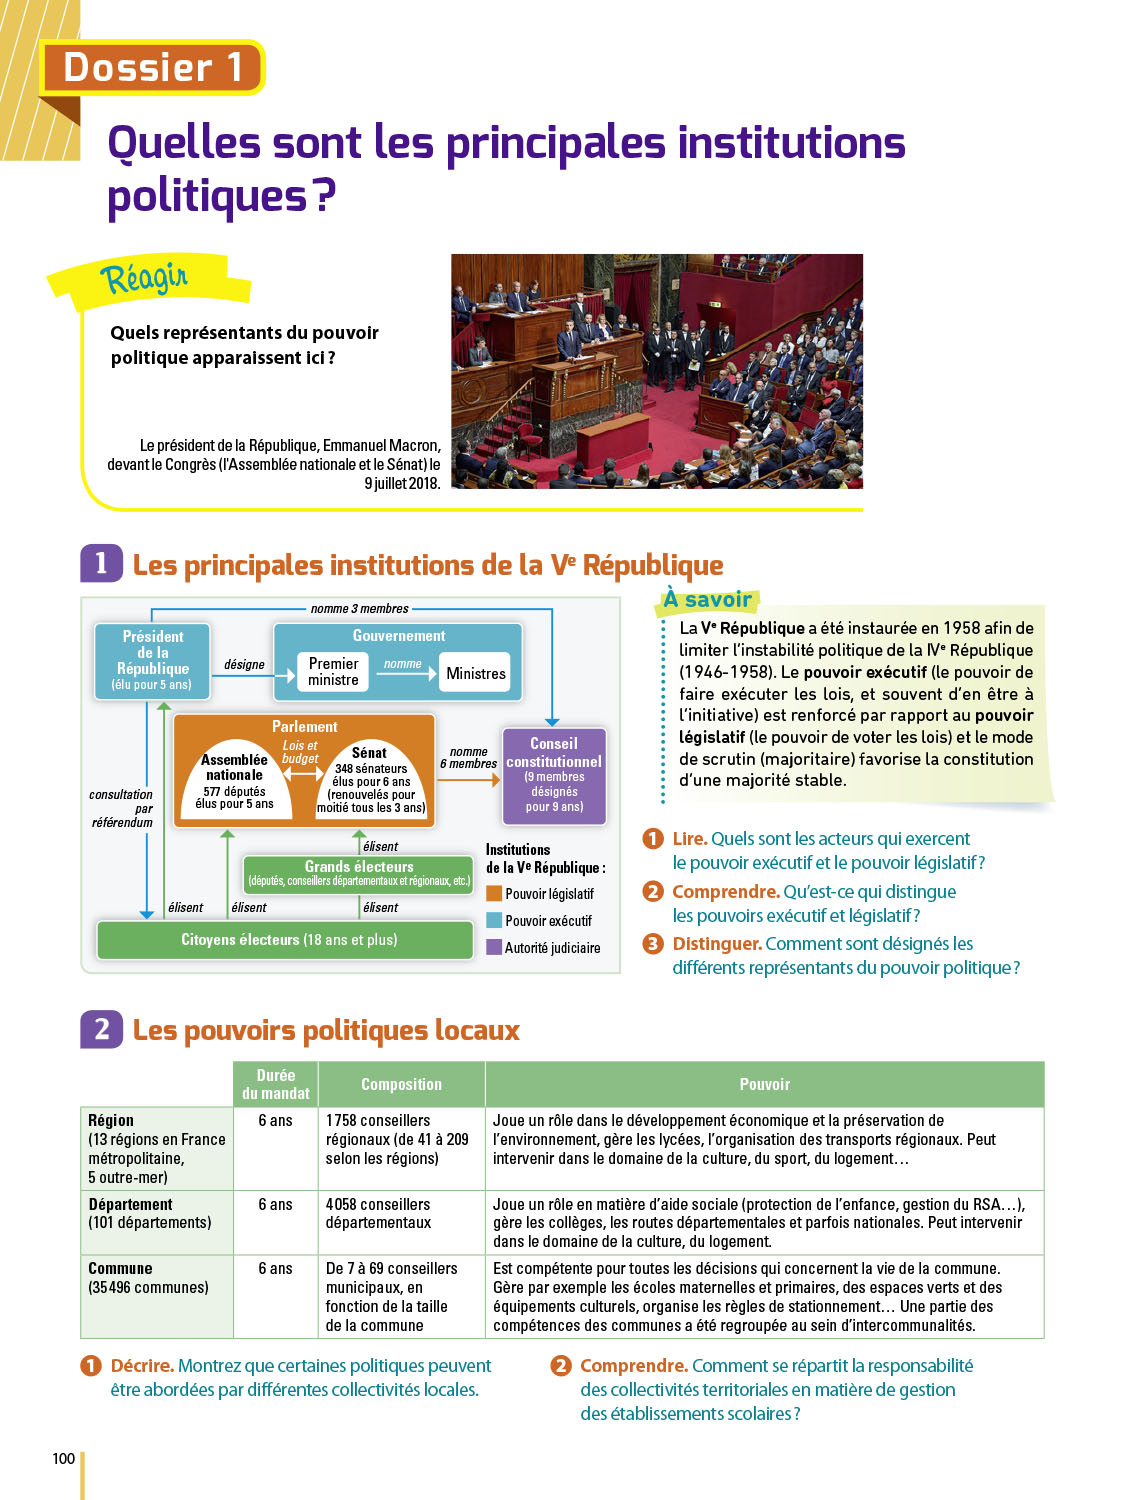 Dossier 1
Quelles sont les principales institutions
politiques ?
Réagir
Quels représentants du pouvoir
politique apparaissent ici ?
Le président de la République, Emmanuel Macron,
devant le Congrès (l'Assemblée nationale et le Sénat) le
9 juillet 2018.
1 Les principales institutions de la Ve République
nomme 3 membres
Président
de la
République
(élu pour 5 ans)
désigne
Gouvernement
Premier
ministre
nomme
Ministres
Parlement
Assemblée
nationale
577 députés
élus pour 5 ans
Lois et
budget
Sénat
348 sénateurs
élus pour 6 ans
(renouvelés pour
moitié tous les 3 ans)
nomme
6 membres
Conseil
constitutionnel
(9 membres
désignés
pour 9 ans)
consultation
par
référendum
élisent
Grands électeurs
(députés, conseillers départementaux et régionaux, etc.)
élisent
élisent
élisent
Citoyens électeurs (18 ans et plus)
Institutions
de la Ve République :
Pouvoir législatif
Pouvoir exécutif
Autorité judiciaire
À savoir
La Ve République a été instaurée en 1958 afin de
limiter l'instabilité politique de la IVe République
(1946-1958). Le pouvoir exécutif (le pouvoir de
faire exécuter les lois, et souvent d'en être à
l'initiative) est renforcé par rapport au pouvoir
législatif (le pouvoir de voter les lois) et le mode
de scrutin (majoritaire) favorise la constitution
d'une majorité stable.
1 Lire. Quels sont les acteurs qui exercent
le pouvoir exécutif et le pouvoir législatif ?
2 Comprendre. Qu'est-ce qui distingue
les pouvoirs exécutif et législatif ?
3 Distinguer. Comment sont désignés les
différents représentants du pouvoir politique ?
2 Les pouvoirs politiques locaux
Durée
du mandat
Composition
Pouvoir
Région
(13 régions en France
métropolitaine,
5 outre-mer)
6 ans
1 758 conseillers
régionaux (de 41 à 209
selon les régions)
Joue un rôle dans le développement économique et la préservation de
l'environnement, gère les lycées, l'organisation des transports régionaux. Peut
intervenir dans le domaine de la culture, du sport, du logement…
Département
(101 départements)
6 ans
4 058 conseillers
départementaux
Joue un rôle en matière d'aide sociale (protection de l'enfance, gestion du RSA…),
gère les collèges, les routes départementales et parfois nationales. Peut intervenir
dans le domaine de la culture, du logement.
Commune
(35 496 communes)
6 ans
De 7 à 69 conseillers
municipaux, en
fonction de la taille
de la commune
Est compétente pour toutes les décisions qui concernent la vie de la commune.
Gère par exemple les écoles maternelles et primaires, des espaces verts et des
équipements culturels, organise les règles de stationnement… Une partie des
compétences des communes a été regroupée au sein d'intercommunalités.
1 Décrire. Montrez que certaines politiques peuvent
être abordées par différentes collectivités locales.
2 Comprendre. Comment se répartit la responsabilité
des collectivités territoriales en matière de gestion
des établissements scolaires ?
100